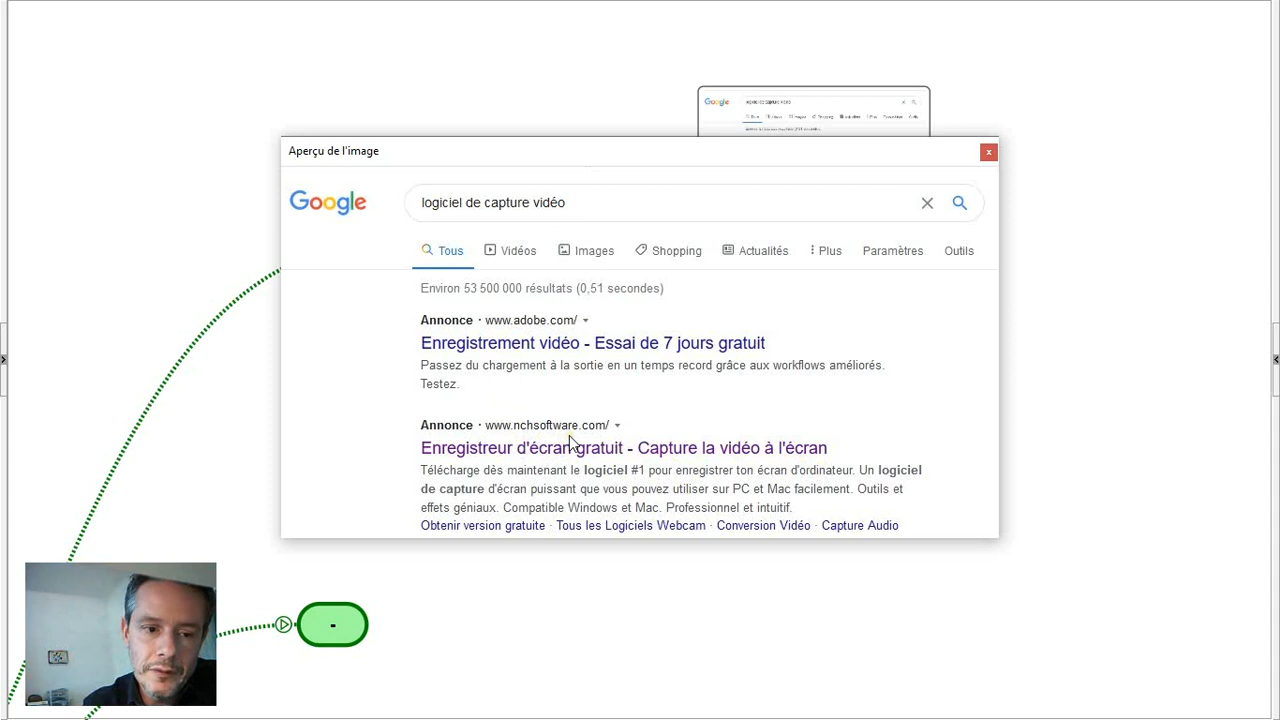 Google
logiciel de capture vidéo
Aperçu de l'image
Google
logiciel de capture vidéo
Tous Vidéos Images Shopping Actualités Plus Paramètres Outils
Environ 53 500 000 résultats (0,51 secondes)
Annonce · www.adobe.com/
Enregistrement vidéo - Essai de 7 jours gratuit
Passez du chargement à la sortie en un temps record grâce aux workflows améliorés.
Testez.
Annonce · www.nchsoftware.com/
Enregistreur d'écran gratuit - Capture la vidéo à l'écran
Télécharge dès maintenant le logiciel #1 pour enregistrer ton écran d'ordinateur. Un logiciel
de capture d'écran puissant que vous pouvez utiliser sur PC et Mac facilement. Outils et
effets géniaux. Compatible Windows et Mac. Professionnel et intuitif.
Obtenir version gratuite · Tous les Logiciels Webcam · Conversion Vidéo · Capture Audio
-